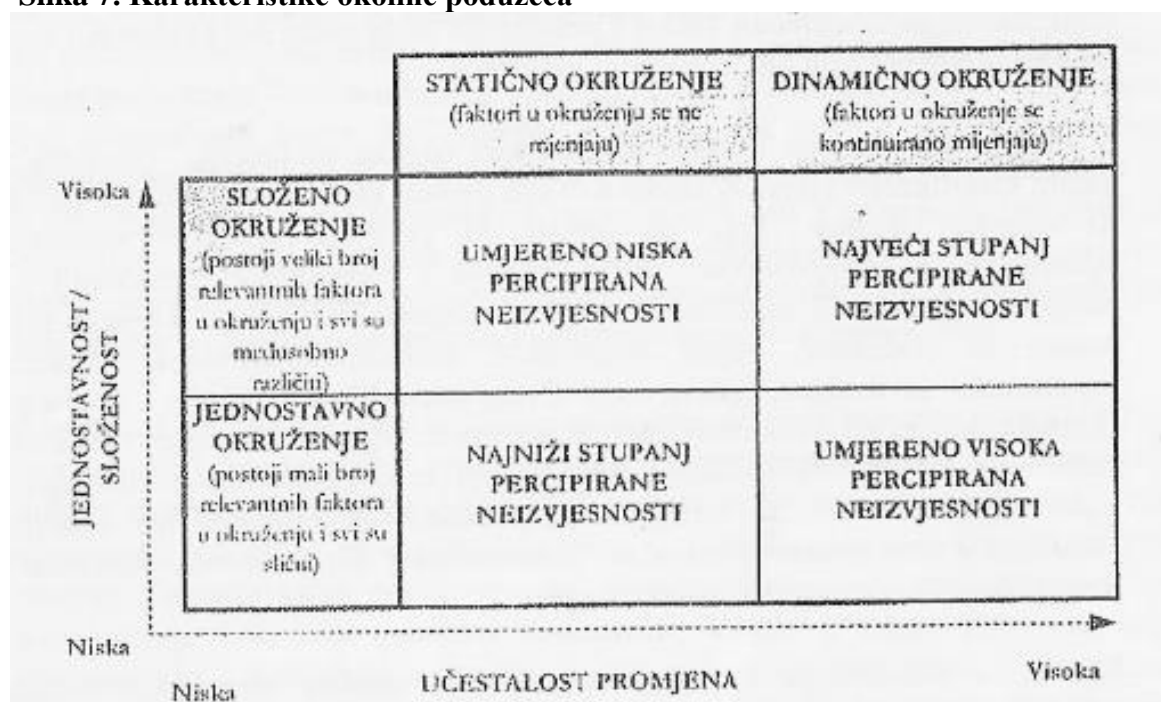 Slika 7: Karakteristike okoline poduzeća
STATIČNO OKRUŽENJE
(faktori u okruženju se ne
mjenjaju)
DINAMIČNO OKRUŽENJE
(faktori u okruženje se
kontinuirano mijenjaju)
Visoka
SLOŽENO
OKRUŽENJE
(postoji veliki broj
relevantnih faktora
u okruženju i svi su
međusobno
različiti)
UMJERENO NISKA
PERCIPIRANA
NEIZVJESNOSTI
NAJVEĆI STUPANJ
PERCIPIRANE
NEIZVJESNOSTI
JEDNOSTAVNOST /
SLOŽENOST
JEDNOSTAVNO
OKRUŽENJE
(postoji mali broj
relevantnih faktora
u okruženju i svi su
slični)
NAJNIŽI STUPANJ
PERCIPIRANE
NEIZVJESNOSTI
UMJERENO VISOKA
PERCIPIRANA
NEIZVJESNOSTI
Niska
Niska
UČESTALOST PROMJENA
Visoka